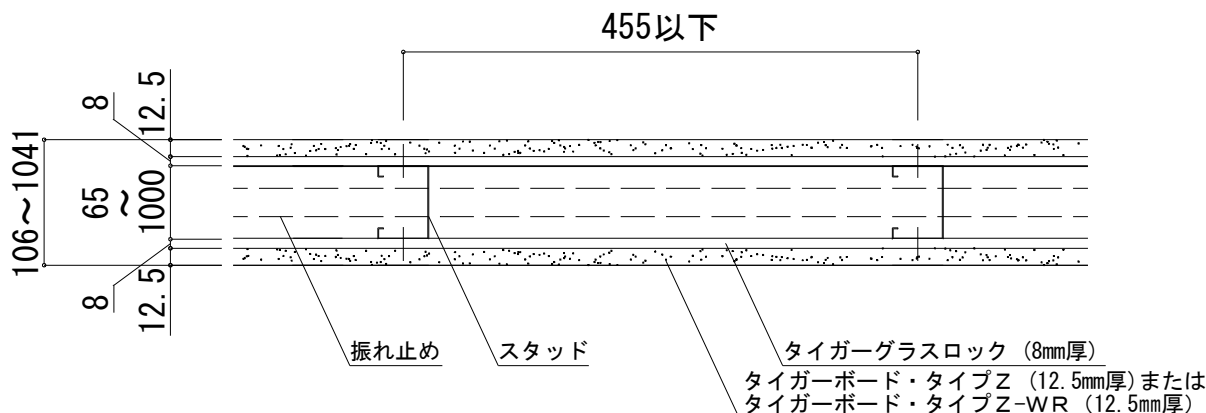 455以下
12.5
8
65
～
1000
106～1041
8
12.5
振れ止め
スタッド
タイガーグラスロック (8mm厚)
タイガーボード・タイプZ (12.5mm厚)または
タイガーボード・タイプZ-WR (12.5mm厚)